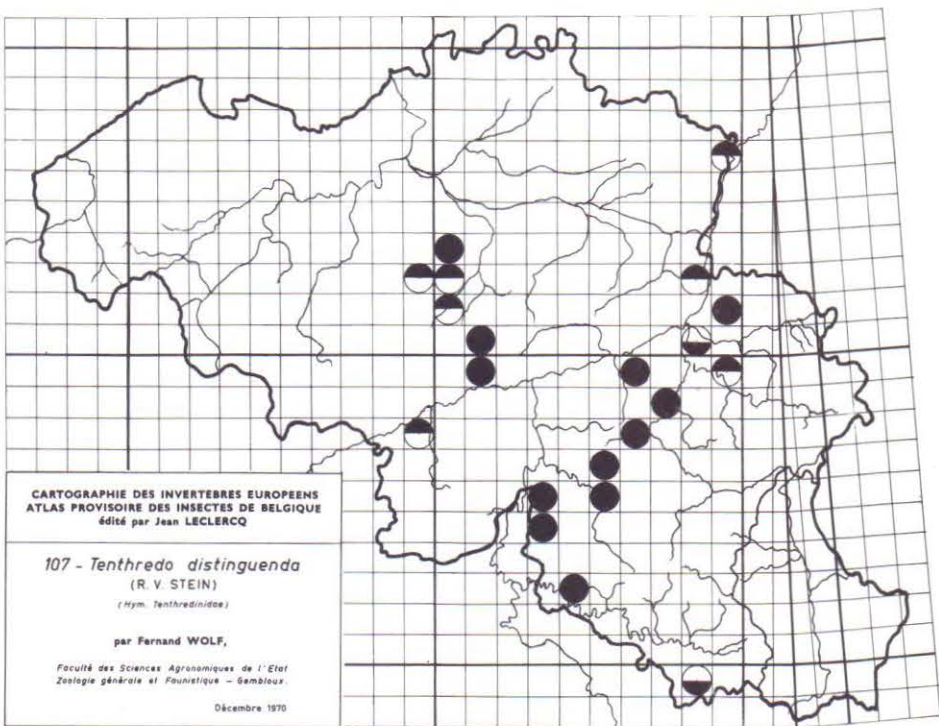 CARTOGRAPHIE DES INVERTEBRES EUROPEENS
ATLAS PROVISOIRE DES INSECTES DE BELGIQUE
édité par Jean LECLERCQ
107 - Tenthredo distinguenda
(R. V. STEIN)
(Hym. Tenthredinidae)
par Fernand WOLF,
Faculté des Sciences Agronomiques de l'Etat
Zoologie générale et Faunistique - Gembloux.
Décembre 1970